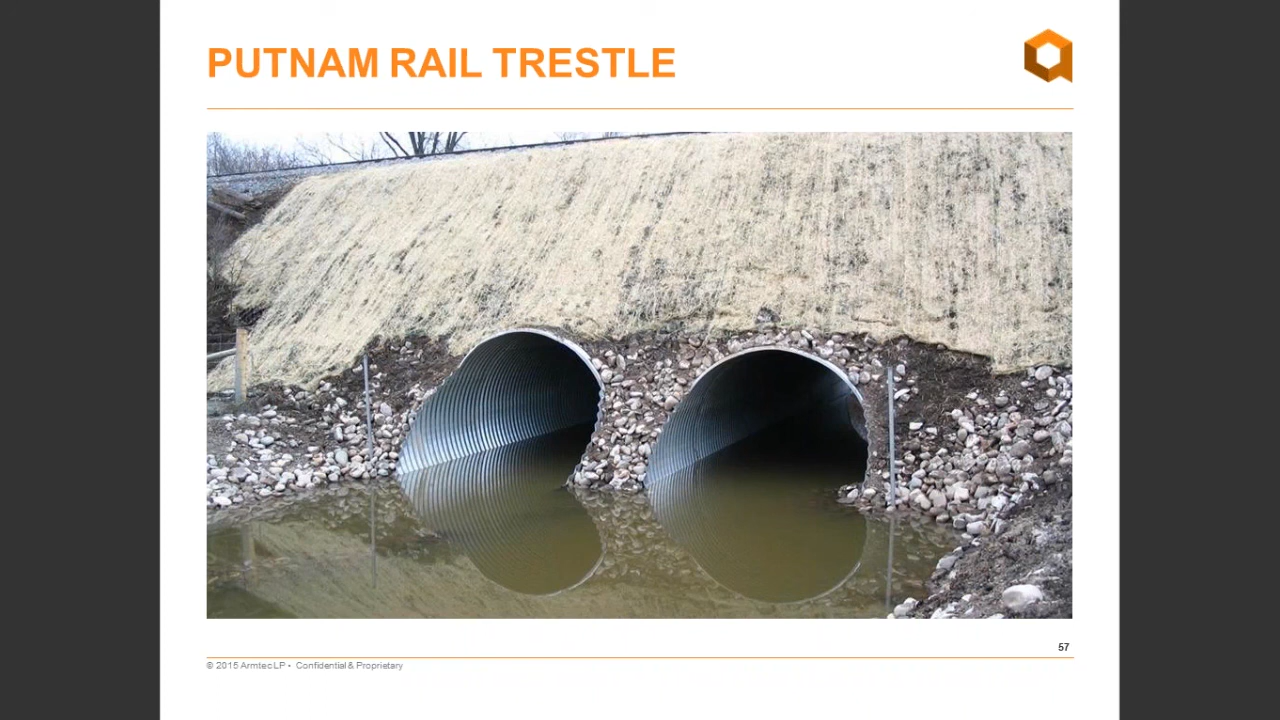 PUTNAM RAIL TRESTLE
57
© 2015 Armtec LP • Confidential & Proprietary